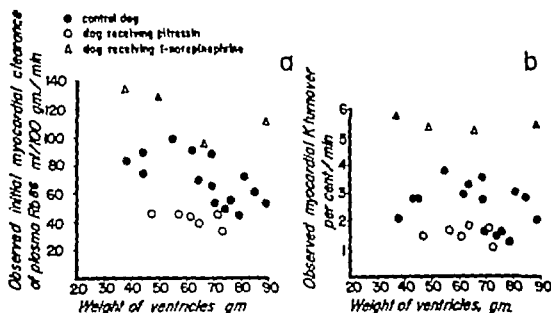 control dog
dog receiving pitressin
dog receiving l-norepinephrine
a
b
Observed initial myocardial clearance
of plasma Rb86 ml/100 gm./min
140
120
100
80
60
40
20
20 30 40 50 60 70 80 90
Weight of ventricles gm
Observed myocardial K turnover
per cent/min
6
5
4
3
2
1
20 30 40 50 60 70 80 90
Weight of ventricles, gm.